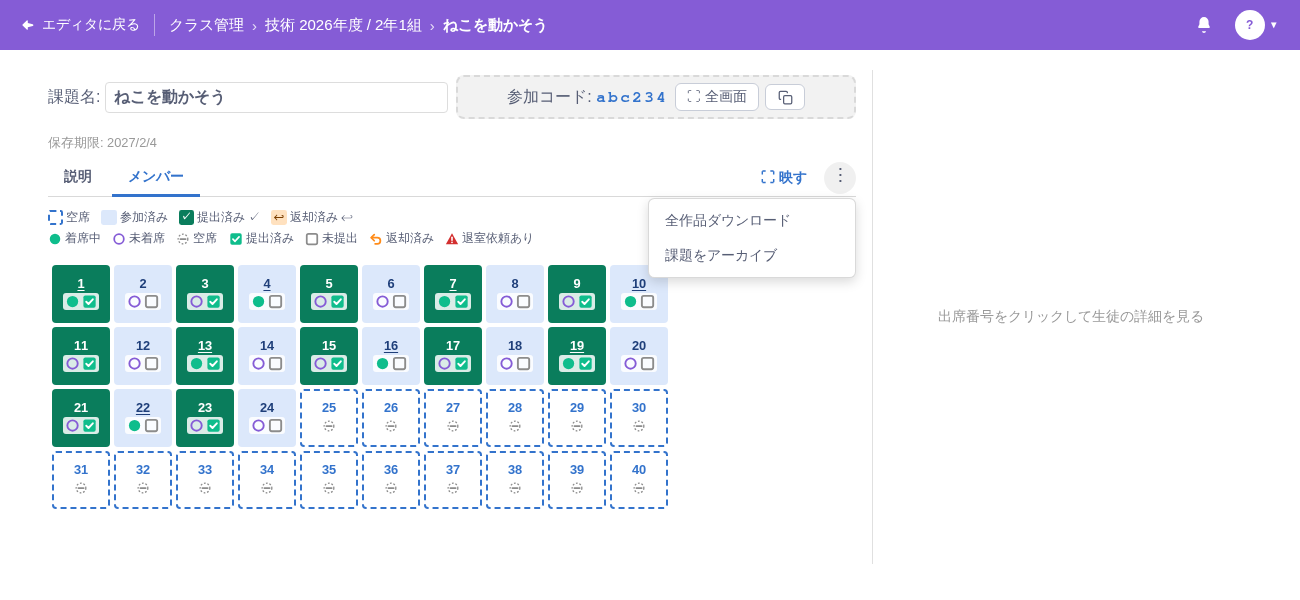 エディタに戻る クラス管理 › 技術 2026年度 / 2年1組 › ねこを動かそう ? ▾
課題名: ねこを動かそう 参加コード: abc234 全画面
保存期限: 2027/2/4
説明 メンバー 映す ⋮
空席 参加済み 提出済み ✓ 返却済み ↩
着席中 未着席 空席 提出済み 未提出 返却済み 退室依頼あり
全作品ダウンロード
課題をアーカイブ
1 2 3 4 5 6 7 8 9 10
11 12 13 14 15 16 17 18 19 20
21 22 23 24 25 26 27 28 29 30
31 32 33 34 35 36 37 38 39 40
出席番号をクリックして生徒の詳細を見る